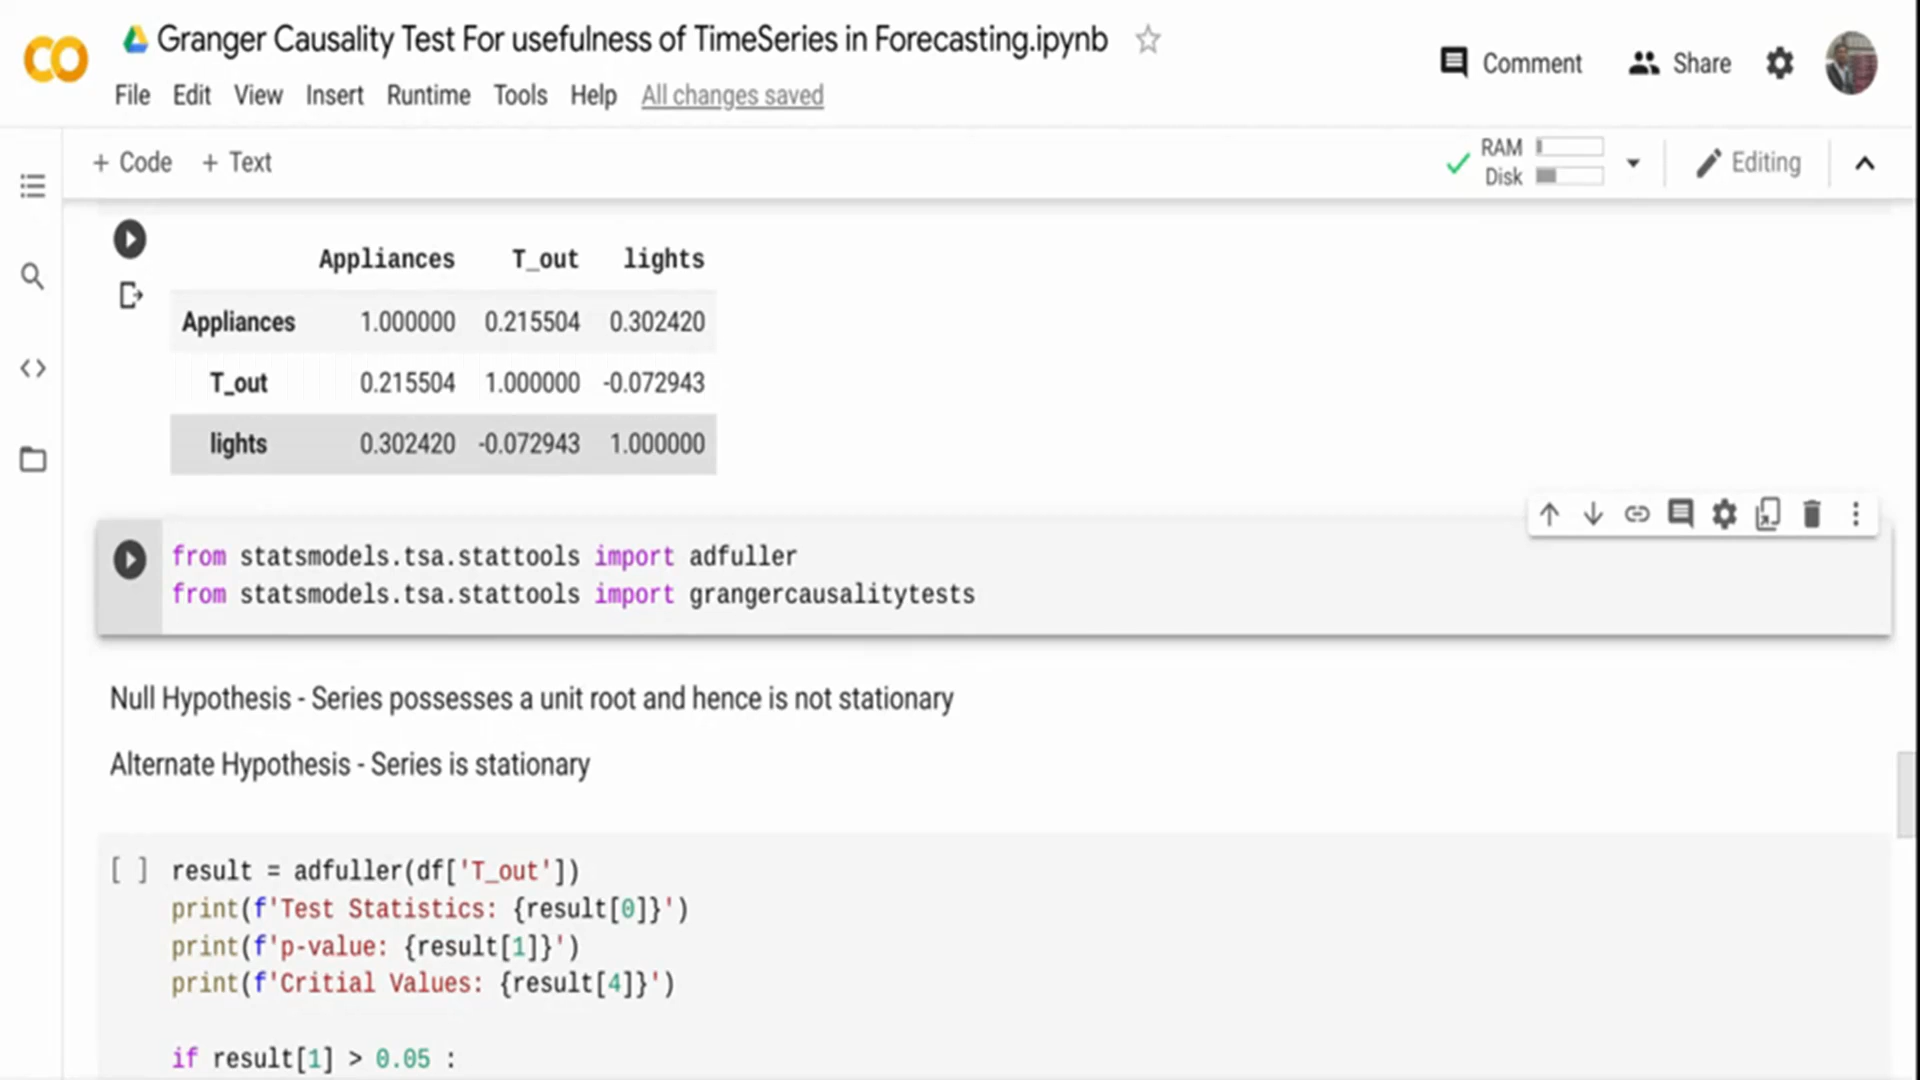 Granger Causality Test For usefulness of TimeSeries in Forecasting.ipynb
Comment
Share
File Edit View Insert Runtime Tools Help All changes saved
+ Code + Text
RAM
Disk
Editing
Appliances T_out lights
Appliances 1.000000 0.215504 0.302420
T_out 0.215504 1.000000 -0.072943
lights 0.302420 -0.072943 1.000000
from statsmodels.tsa.stattools import adfuller
from statsmodels.tsa.stattools import grangercausalitytests
Null Hypothesis - Series possesses a unit root and hence is not stationary
Alternate Hypothesis - Series is stationary
[ ] result = adfuller(df['T_out'])
print(f'Test Statistics: {result[0]}')
print(f'p-value: {result[1]}')
print(f'Critial Values: {result[4]}')
if result[1] > 0.05 :